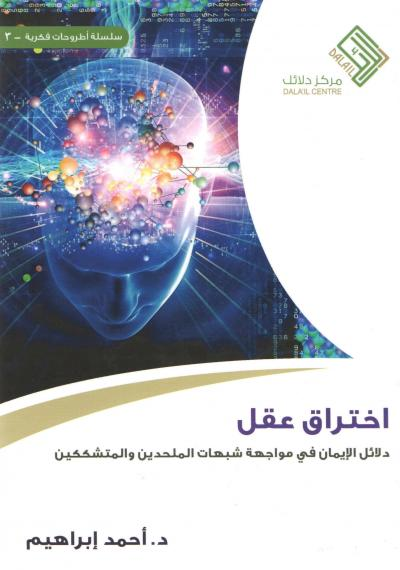 سلسلة أطروحات فكرية - ٣
DALA'IL
مركز دلائل
DALA'IL CENTRE
اختراق عقل
دلائل الإيمان في مواجهة شبهات الملحدين والمتشككين
د. أحمد إبراهيم